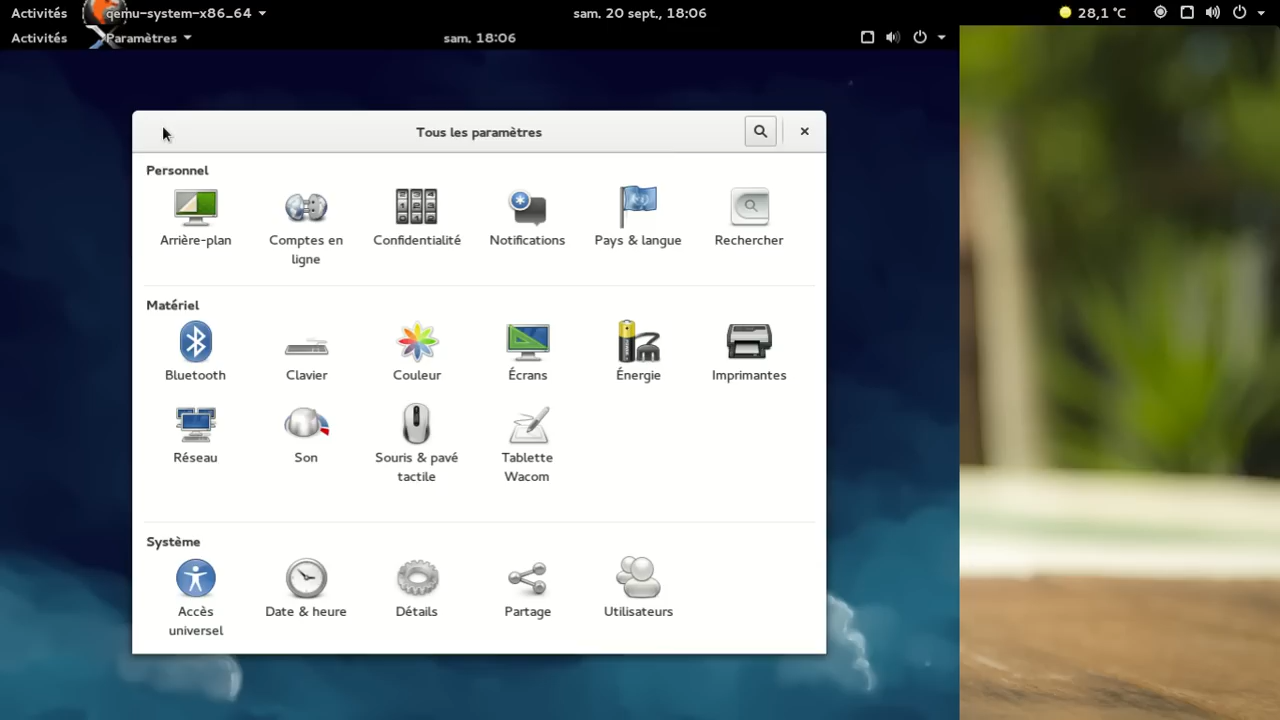 Activités qemu-system-x86_64 sam. 20 sept., 18:06 28,1 °C
Activités Paramètres sam. 18:06
Tous les paramètres
Personnel
Arrière-plan Comptes en ligne Confidentialité Notifications Pays & langue Rechercher
Matériel
Bluetooth Clavier Couleur Écrans Énergie Imprimantes
Réseau Son Souris & pavé tactile Tablette Wacom
Système
Accès universel Date & heure Détails Partage Utilisateurs